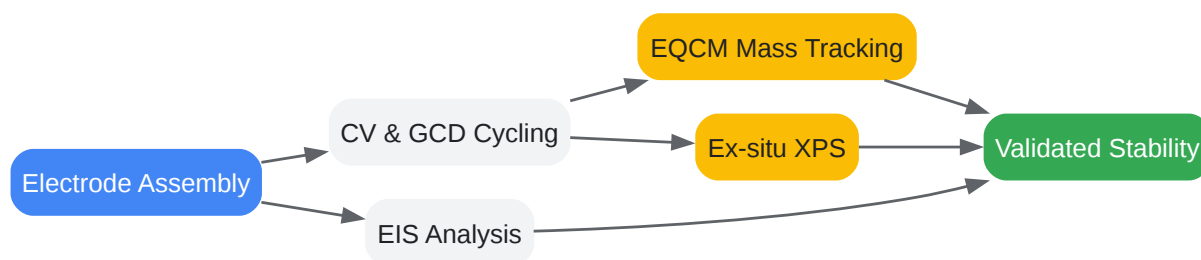 EQCM Mass Tracking
CV & GCD Cycling
Ex-situ XPS
Validated Stability
Electrode Assembly
EIS Analysis